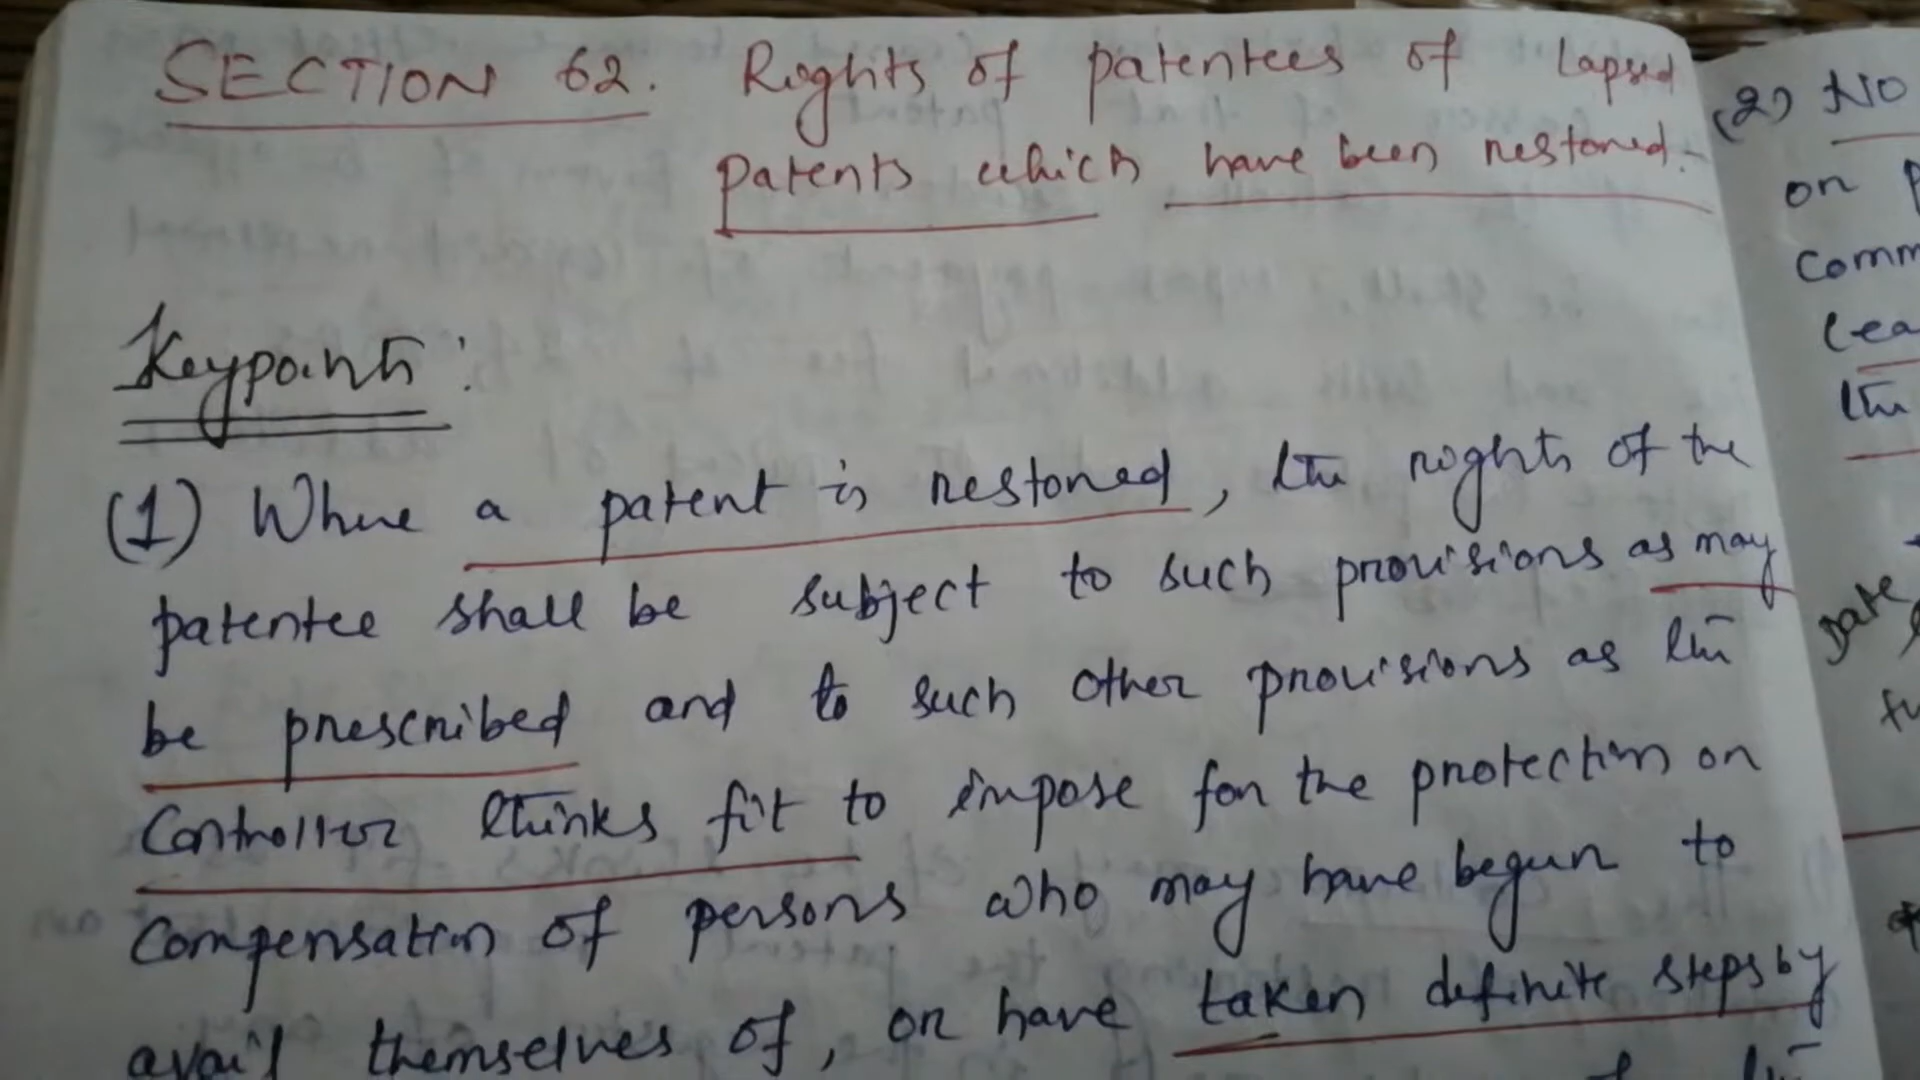 SECTION 62. Rights of patentees of lapsed
patents which have been restored.
Keypoints:
(1) Where a patent is restored, the rights of the
patentee shall be subject to such provisions as may
be prescribed and to such other provisions as the
Controller thinks fit to impose for the protection or
compensation of persons who may have begun to
avail themselves of, or have taken definite steps by
(2) No
on
Date